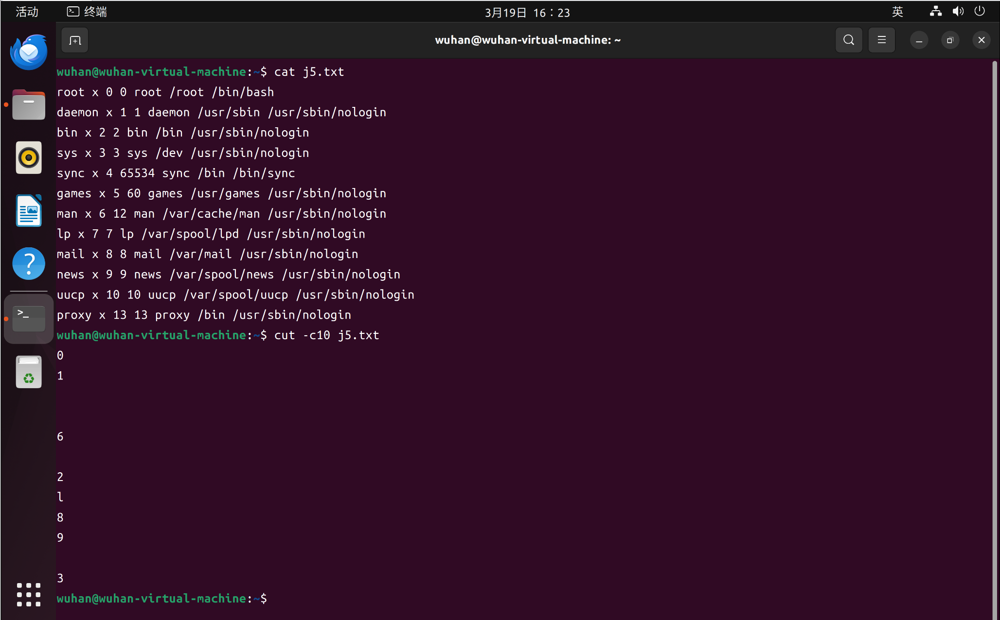 活动 终端 3月19日 16：23 英
wuhan@wuhan-virtual-machine: ~
wuhan@wuhan-virtual-machine:~$ cat j5.txt
root x 0 0 root /root /bin/bash
daemon x 1 1 daemon /usr/sbin /usr/sbin/nologin
bin x 2 2 bin /bin /usr/sbin/nologin
sys x 3 3 sys /dev /usr/sbin/nologin
sync x 4 65534 sync /bin /bin/sync
games x 5 60 games /usr/games /usr/sbin/nologin
man x 6 12 man /var/cache/man /usr/sbin/nologin
lp x 7 7 lp /var/spool/lpd /usr/sbin/nologin
mail x 8 8 mail /var/mail /usr/sbin/nologin
news x 9 9 news /var/spool/news /usr/sbin/nologin
uucp x 10 10 uucp /var/spool/uucp /usr/sbin/nologin
proxy x 13 13 proxy /bin /usr/sbin/nologin
wuhan@wuhan-virtual-machine:~$ cut -c10 j5.txt
0
1
6
2
l
8
9
3
wuhan@wuhan-virtual-machine:~$